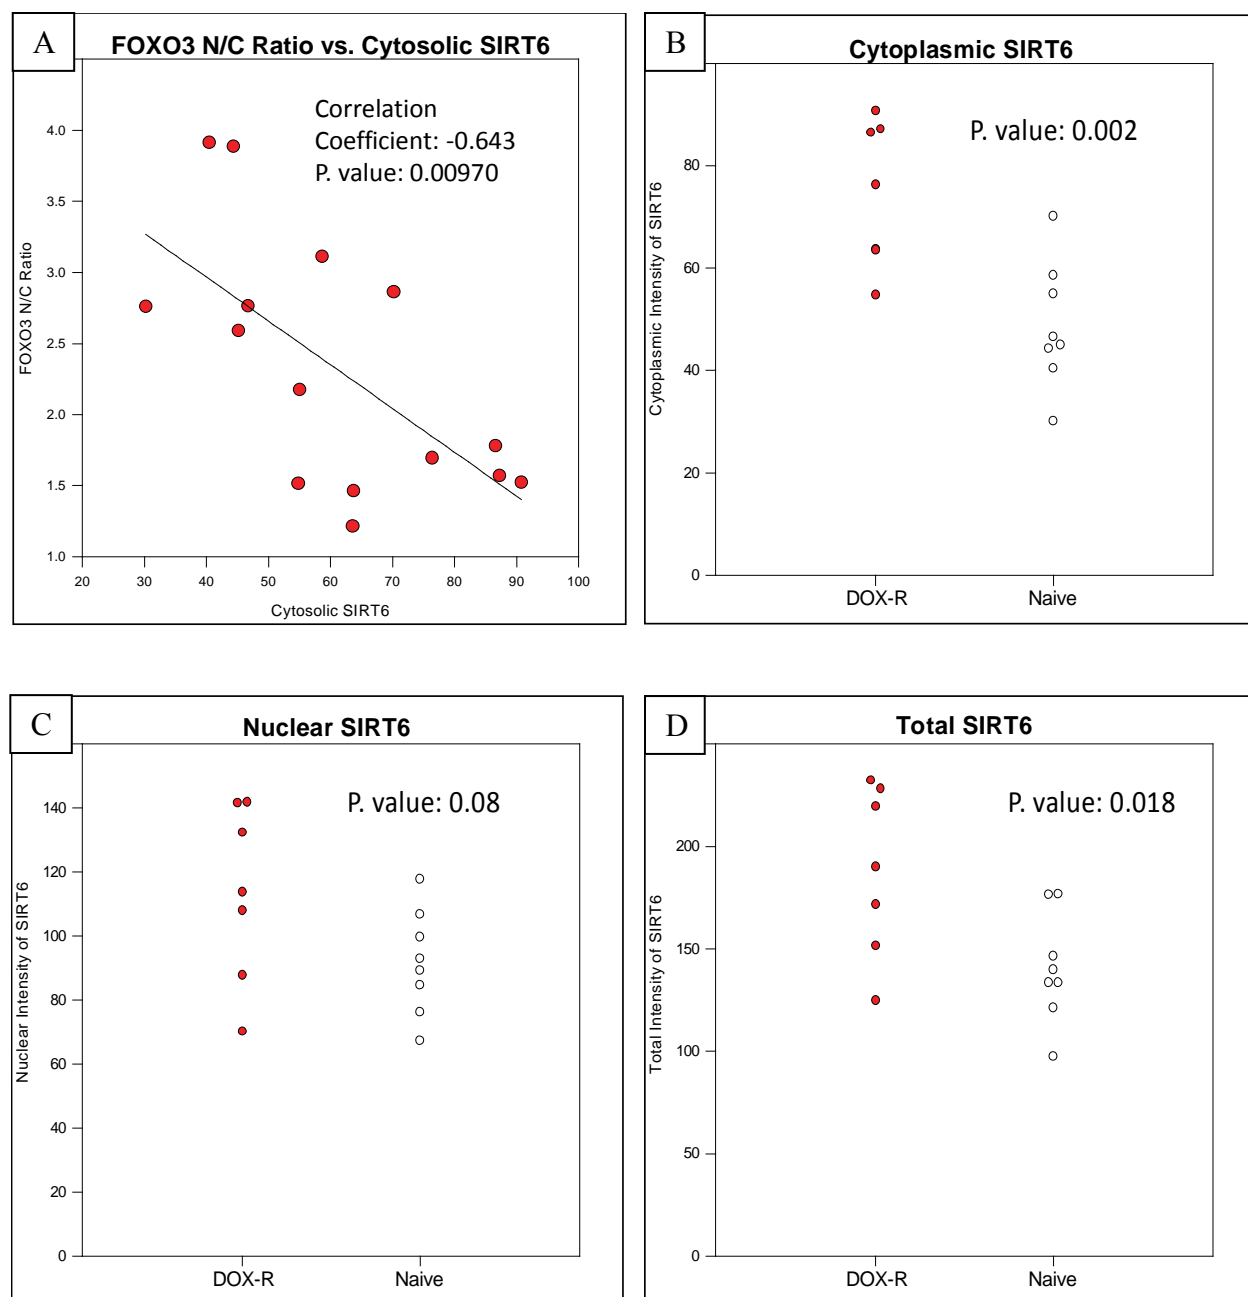 A
FOXO3 N/C Ratio vs. Cytosolic SIRT6
Correlation
Coefficient: -0.643
P. value: 0.00970
FOXO3 N/C Ratio
4.0
3.5
3.0
2.5
2.0
1.5
1.0
20 30 40 50 60 70 80 90 100
Cytosolic SIRT6
B
Cytoplasmic SIRT6
P. value: 0.002
Cytoplasmic Intensity of SIRT6
80
60
40
20
0
DOX-R Naive
C
Nuclear SIRT6
P. value: 0.08
Nuclear Intensity of SIRT6
140
120
100
80
60
40
20
0
DOX-R Naive
D
Total SIRT6
P. value: 0.018
Total Intensity of SIRT6
200
150
100
50
0
DOX-R Naive